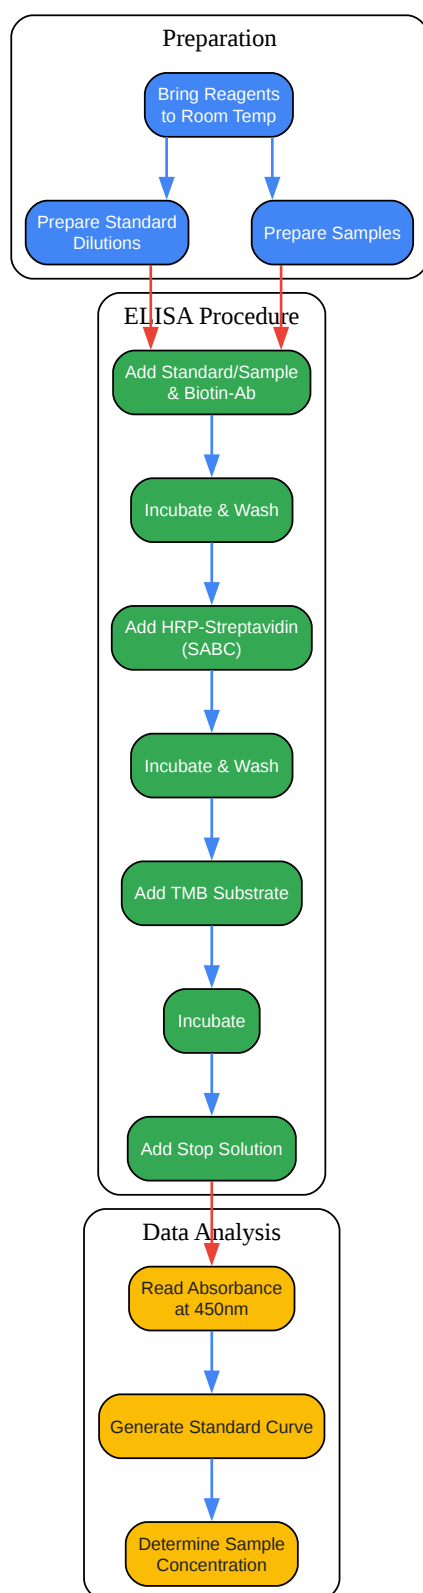 Preparation
Bring Reagents
to Room Temp
Prepare Standard
Dilutions
Prepare Samples
ELISA Procedure
Add Standard/Sample
& Biotin-Ab
Incubate & Wash
Add HRP-Streptavidin
(SABC)
Incubate & Wash
Add TMB Substrate
Incubate
Add Stop Solution
Data Analysis
Read Absorbance
at 450nm
Generate Standard Curve
Determine Sample
Concentration